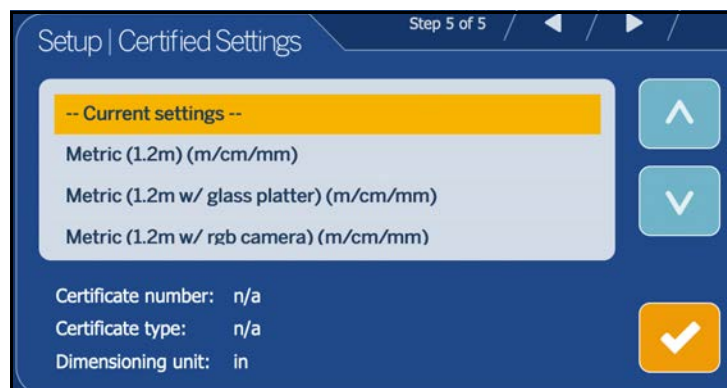 Setup | Certified Settings
Step 5 of 5
-- Current settings --
Metric (1.2m) (m/cm/mm)
Metric (1.2m w/ glass platter) (m/cm/mm)
Metric (1.2m w/ rgb camera) (m/cm/mm)
Certificate number: n/a
Certificate type: n/a
Dimensioning unit: in